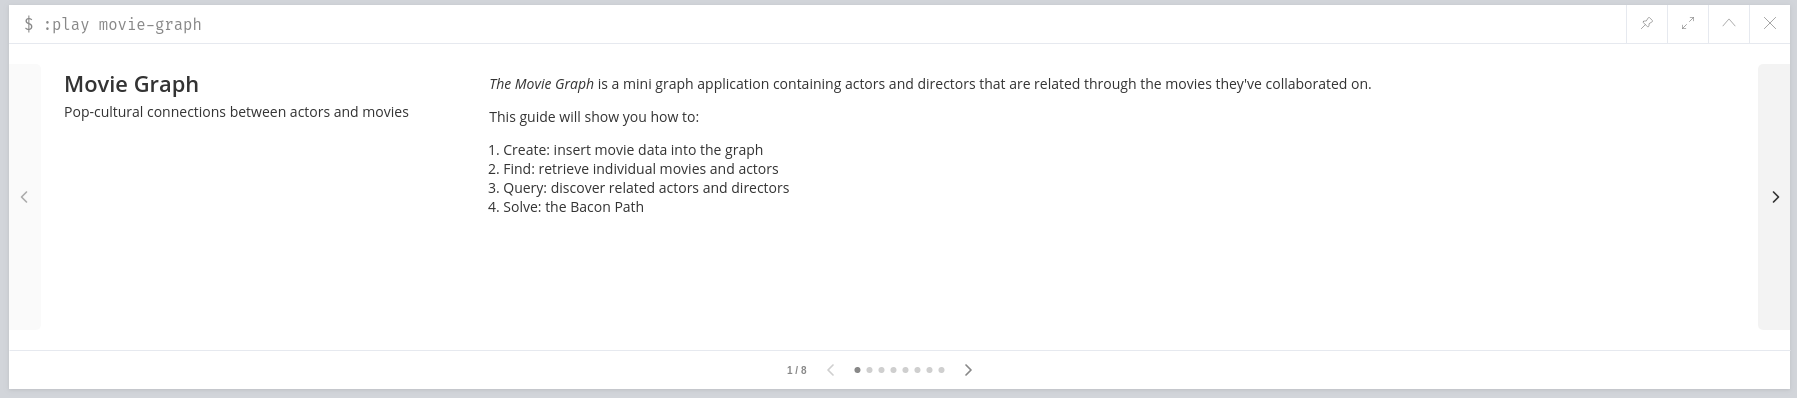 $ :play movie-graph
Movie Graph
Pop-cultural connections between actors and movies
The Movie Graph is a mini graph application containing actors and directors that are related through the movies they've collaborated on.
This guide will show you how to:
1. Create: insert movie data into the graph
2. Find: retrieve individual movies and actors
3. Query: discover related actors and directors
4. Solve: the Bacon Path
1 / 8